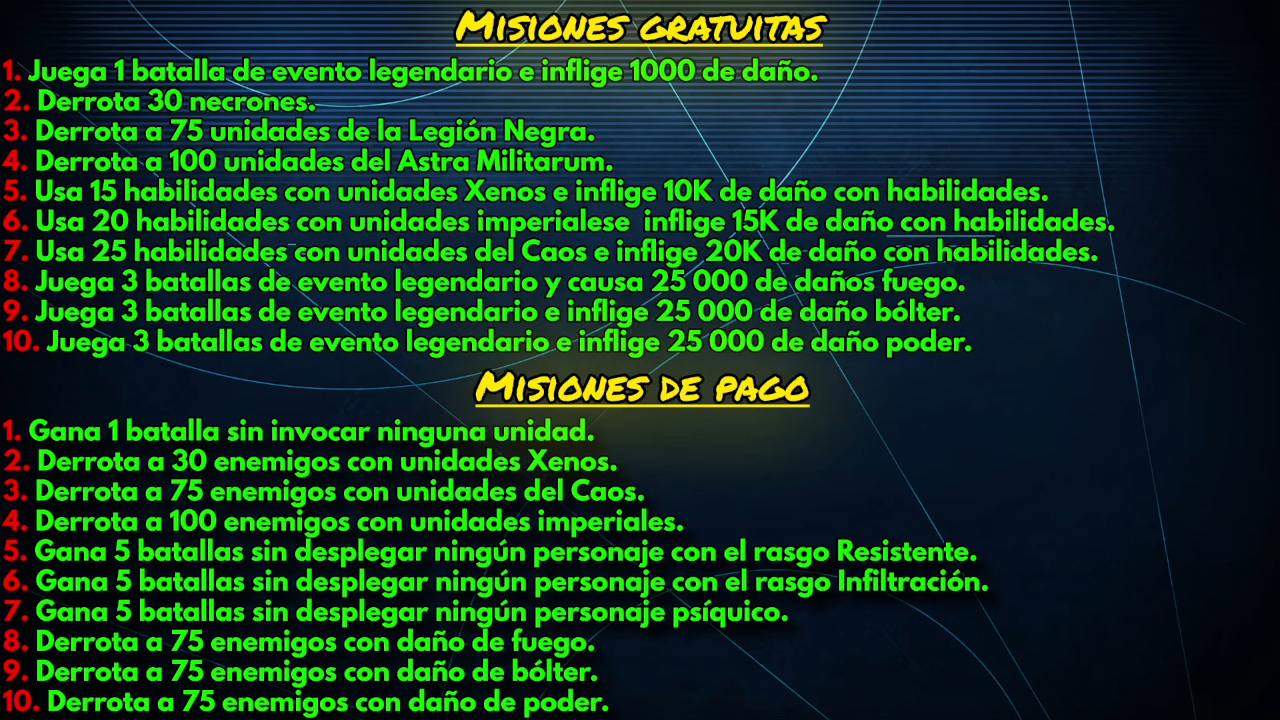 Misiones gratuitas
1. Juega 1 batalla de evento legendario e inflige 1000 de daño.
2. Derrota 30 necrones.
3. Derrota a 75 unidades de la Legión Negra.
4. Derrota a 100 unidades del Astra Militarum.
5. Usa 15 habilidades con unidades Xenos e inflige 10K de daño con habilidades.
6. Usa 20 habilidades con unidades imperialese inflige 15K de daño con habilidades.
7. Usa 25 habilidades con unidades del Caos e inflige 20K de daño con habilidades.
8. Juega 3 batallas de evento legendario y causa 25 000 de daños fuego.
9. Juega 3 batallas de evento legendario e inflige 25 000 de daño bólter.
10. Juega 3 batallas de evento legendario e inflige 25 000 de daño poder.
Misiones de pago
1. Gana 1 batalla sin invocar ninguna unidad.
2. Derrota a 30 enemigos con unidades Xenos.
3. Derrota a 75 enemigos con unidades del Caos.
4. Derrota a 100 enemigos con unidades imperiales.
5. Gana 5 batallas sin desplegar ningún personaje con el rasgo Resistente.
6. Gana 5 batallas sin desplegar ningún personaje con el rasgo Infiltración.
7. Gana 5 batallas sin desplegar ningún personaje psíquico.
8. Derrota a 75 enemigos con daño de fuego.
9. Derrota a 75 enemigos con daño de bólter.
10. Derrota a 75 enemigos con daño de poder.